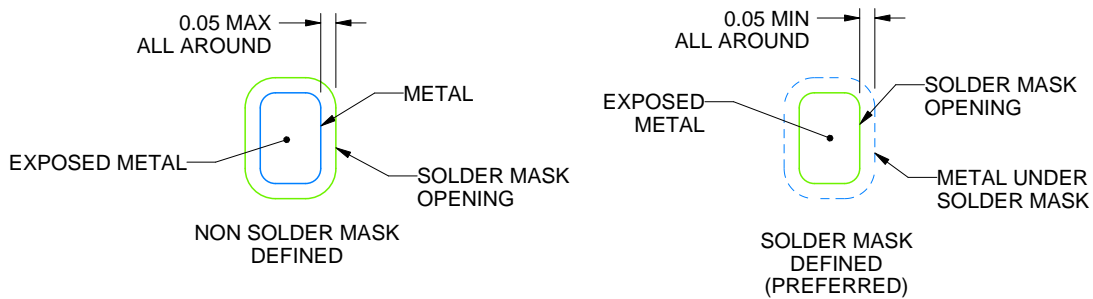 0.05 MAX
ALL AROUND
METAL
EXPOSED METAL
SOLDER MASK
OPENING
NON SOLDER MASK
DEFINED
0.05 MIN
ALL AROUND
SOLDER MASK
OPENING
EXPOSED
METAL
METAL UNDER
SOLDER MASK
SOLDER MASK
DEFINED
(PREFERRED)